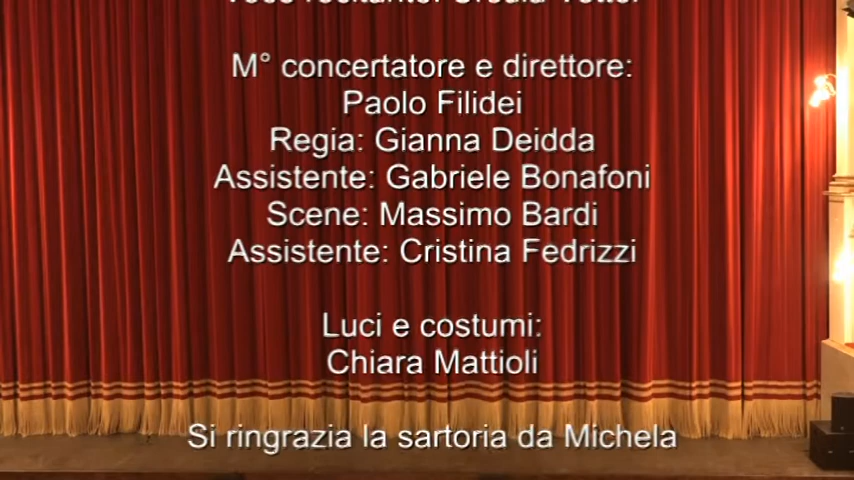 M° concertatore e direttore:
Paolo Filidei
Regia: Gianna Deidda
Assistente: Gabriele Bonafoni
Scene: Massimo Bardi
Assistente: Cristina Fedrizzi
Luci e costumi:
Chiara Mattioli
Si ringrazia la sartoria da Michela